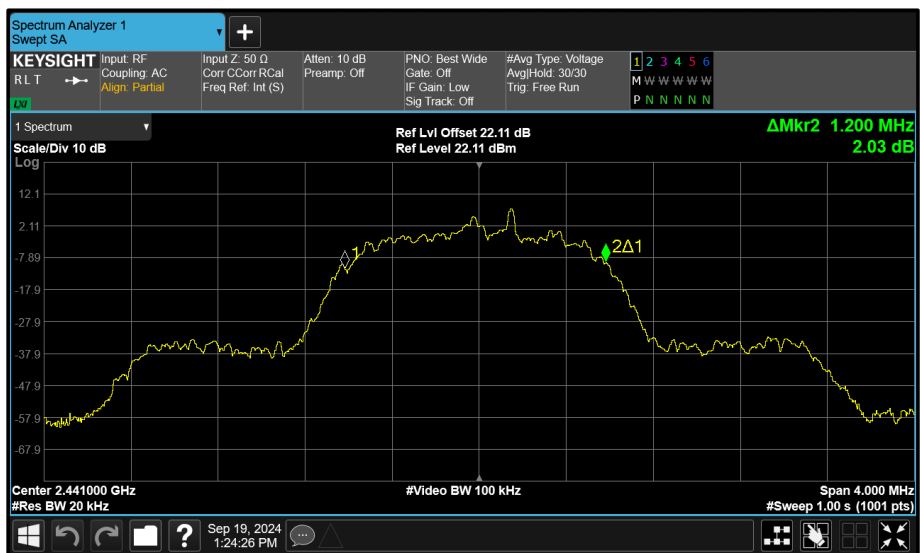 Spectrum Analyzer 1
Swept SA
KEYSIGHT
R L T
LXI
Input: RF
Coupling: AC
Align: Partial
Input Z: 50 Ω
Corr CCorr RCal
Freq Ref: Int (S)
Atten: 10 dB
Preamp: Off
PNO: Best Wide
Gate: Off
IF Gain: Low
Sig Track: Off
#Avg Type: Voltage
Avg|Hold: 30/30
Trig: Free Run
1 2 3 4 5 6
M W W W W W
P N N N N N
1 Spectrum
Scale/Div 10 dB
Log
Ref Lvl Offset 22.11 dB
Ref Level 22.11 dBm
ΔMkr2 1.200 MHz
2.03 dB
12.1
2.11
-7.89
-17.9
-27.9
-37.9
-47.9
-57.9
-67.9
1
2Δ1
Center 2.441000 GHz
#Res BW 20 kHz
#Video BW 100 kHz
Span 4.000 MHz
#Sweep 1.00 s (1001 pts)
?
Sep 19, 2024
1:24:26 PM